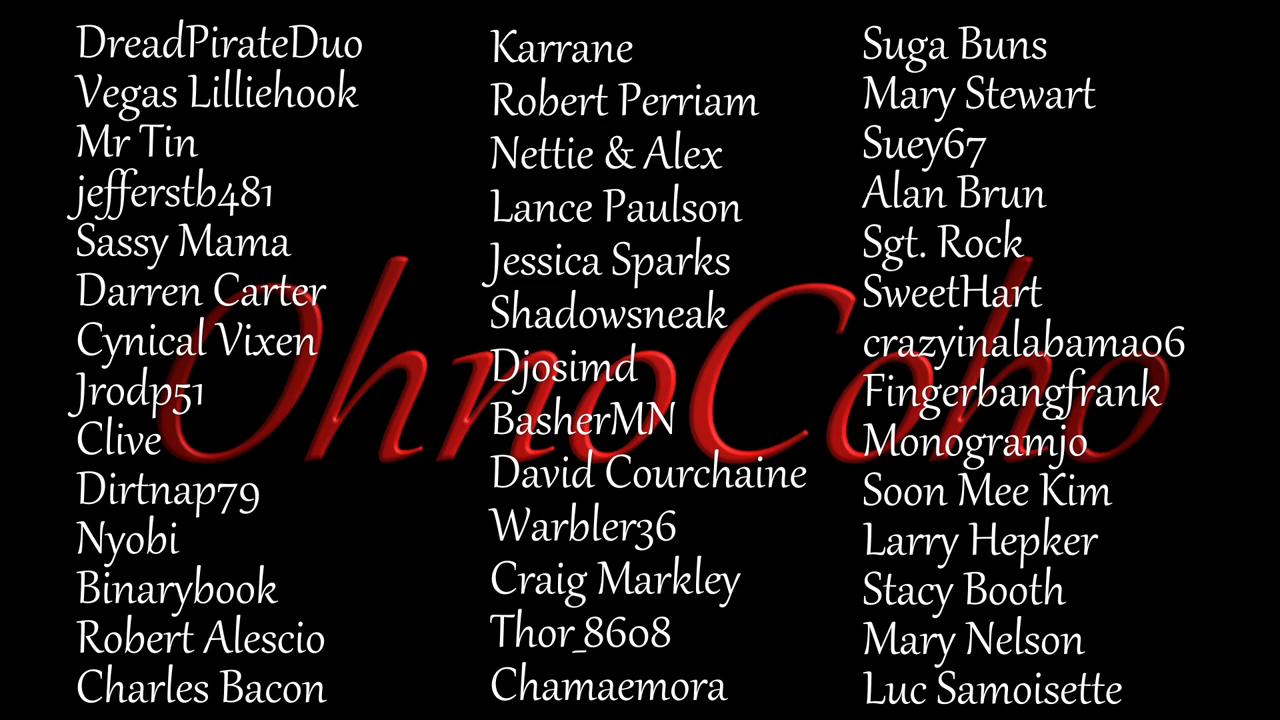 DreadPirateDuo
Vegas Lilliehook
Mr Tin
jefferstb481
Sassy Mama
Darren Carter
Cynical Vixen
Jrodp51
Clive
Dirtnap79
Nyobi
Binarybook
Robert Alescio
Charles Bacon
Karrane
Robert Perriam
Nettie & Alex
Lance Paulson
Jessica Sparks
Shadowsneak
Djosimd
BasherMN
David Courchaine
Warbler36
Craig Markley
Thor_8608
Chamaemora
Suga Buns
Mary Stewart
Suey67
Alan Brun
Sgt. Rock
SweetHart
crazyinalabama06
Fingerbangfrank
Monogramjo
Soon Mee Kim
Larry Hepker
Stacy Booth
Mary Nelson
Luc Samoisette
OhnoCoho